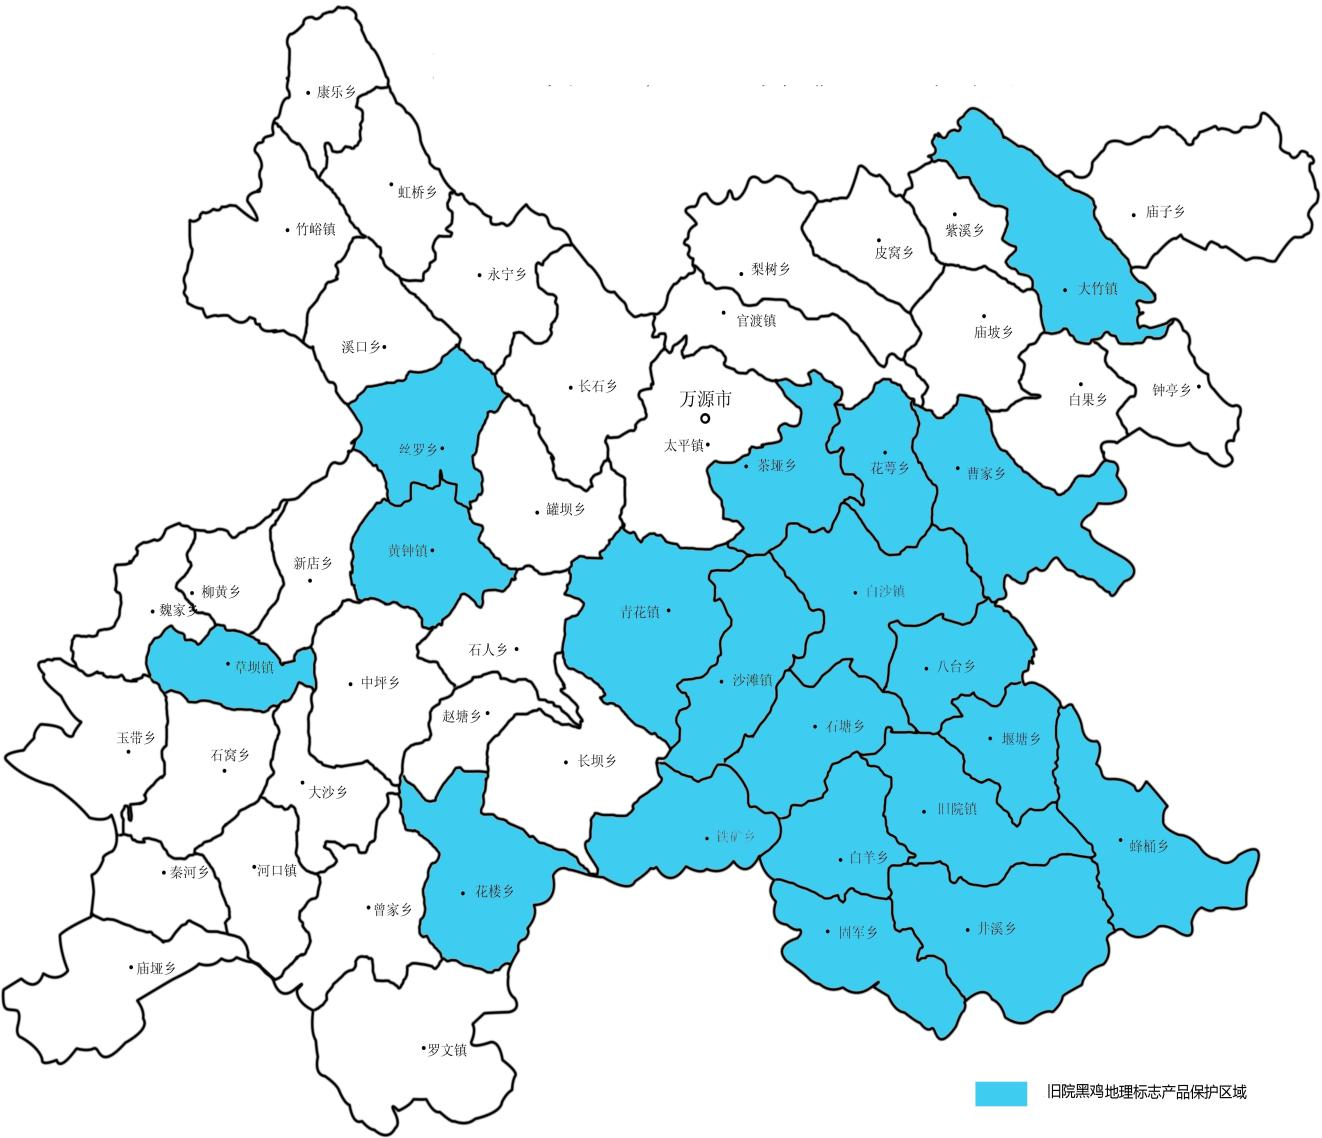 康乐乡
虹桥乡
竹峪镇
庙子乡
紫溪乡
皮窝乡
梨树乡
永宁乡
大竹镇
官渡镇
庙坡乡
溪口乡
长石乡
钟亭乡
万源市
白果乡
太平镇
丝罗乡
茶垭乡
花萼乡
曹家乡
罐坝乡
黄钟镇
新店乡
柳黄乡
白沙镇
魏家乡
青花镇
石人乡
草坝镇
八台乡
中坪乡
沙滩镇
赵塘乡
石塘乡
玉带乡
堰塘乡
石窝乡
长坝乡
大沙乡
旧院镇
铁矿乡
蜂桶乡
白羊乡
秦河乡
河口镇
花楼乡
曾家乡
固军乡
井溪乡
庙垭乡
罗文镇
旧院黑鸡地理标志产品保护区域